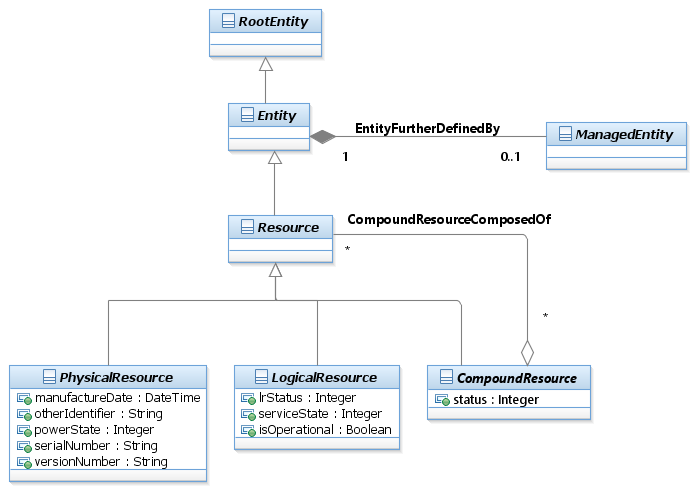 RootEntity
Entity
EntityFurtherDefinedBy
1
0..1
ManagedEntity
Resource
CompoundResourceComposedOf
*
*
PhysicalResource
manufactureDate : DateTime
otherIdentifier : String
powerState : Integer
serialNumber : String
versionNumber : String
LogicalResource
lrStatus : Integer
serviceState : Integer
isOperational : Boolean
CompoundResource
status : Integer